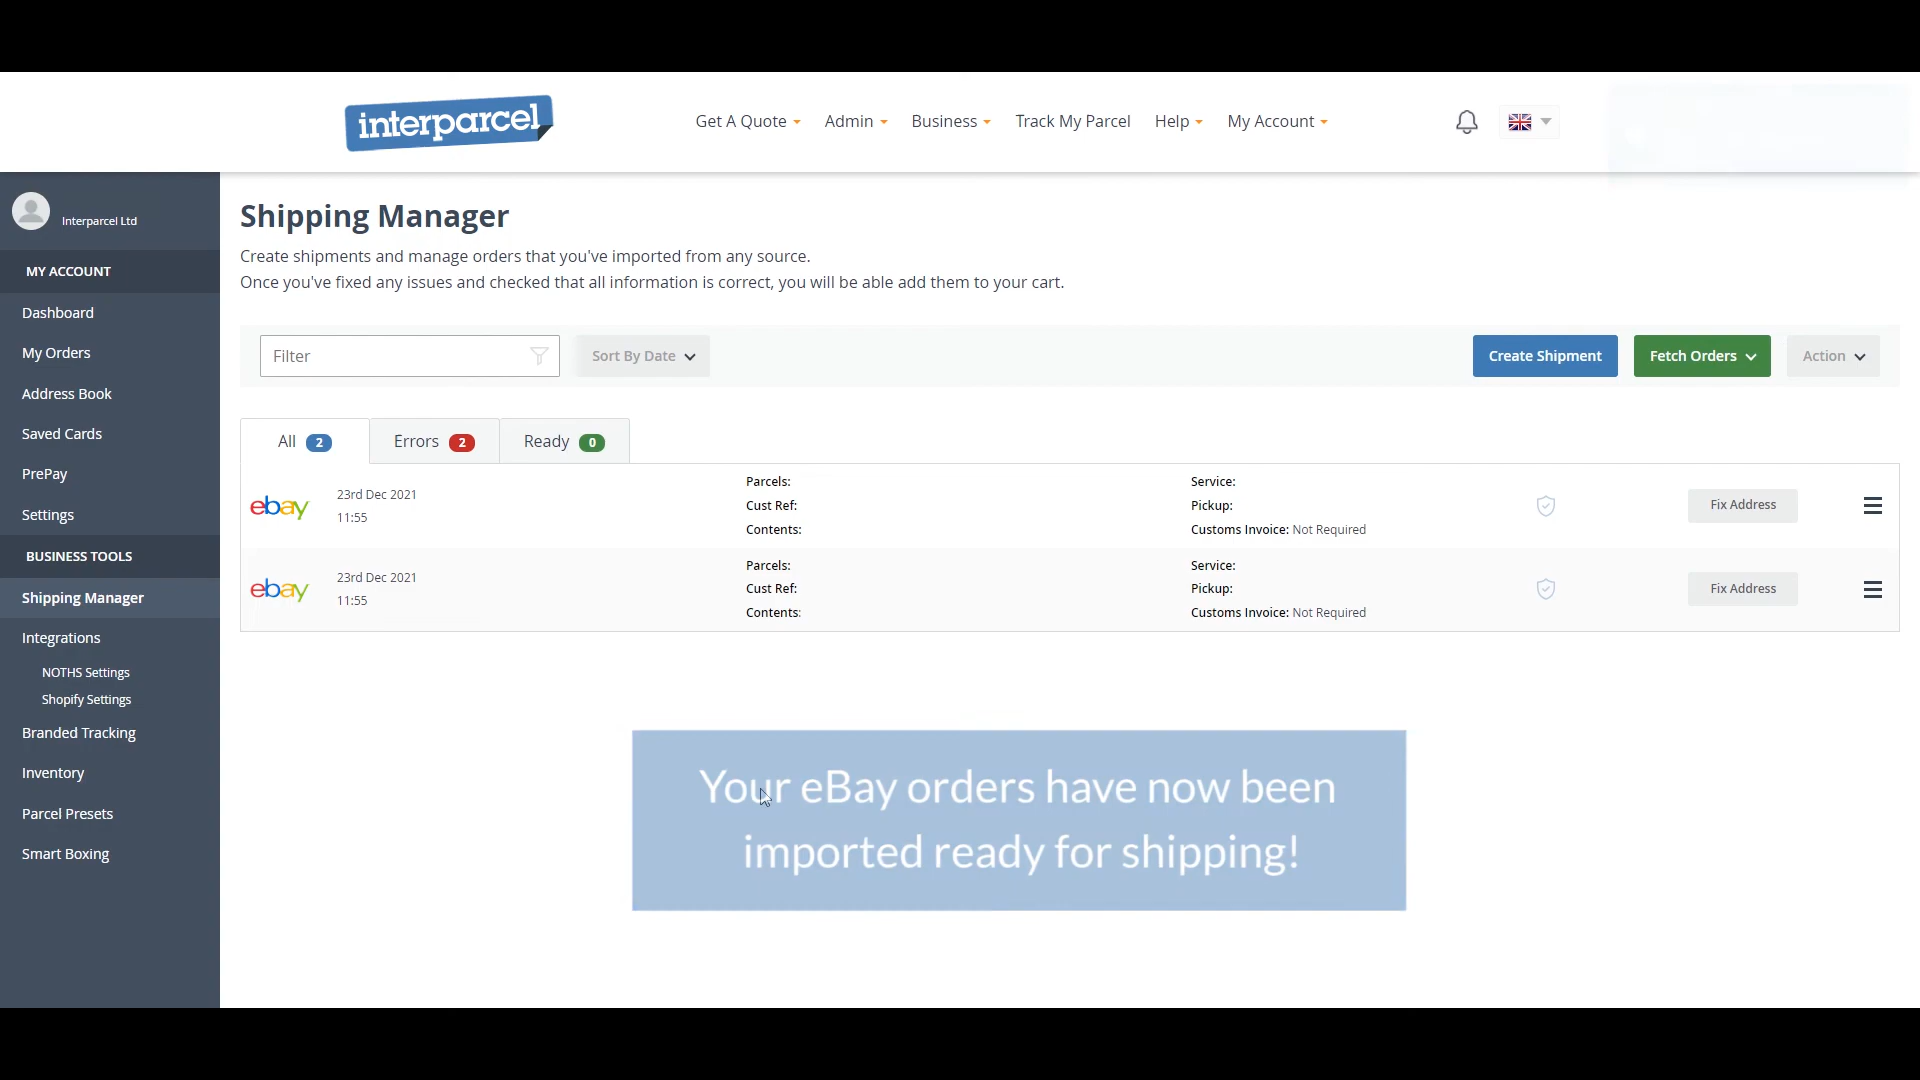 interparcel
Get A Quote Admin Business Track My Parcel Help My Account
Interparcel Ltd
MY ACCOUNT
Dashboard
My Orders
Address Book
Saved Cards
PrePay
Settings
BUSINESS TOOLS
Shipping Manager
Integrations
NOTHS Settings
Shopify Settings
Branded Tracking
Inventory
Parcel Presets
Smart Boxing
Shipping Manager
Create shipments and manage orders that you've imported from any source.
Once you've fixed any issues and checked that all information is correct, you will be able add them to your cart.
Filter Sort By Date Create Shipment Fetch Orders Action
All 2 Errors 2 Ready 0
ebay
23rd Dec 2021
11:55
Parcels:
Cust Ref:
Contents:
Service:
Pickup:
Customs Invoice: Not Required
Fix Address
ebay
23rd Dec 2021
11:55
Parcels:
Cust Ref:
Contents:
Service:
Pickup:
Customs Invoice: Not Required
Fix Address
Your eBay orders have now been
imported ready for shipping!